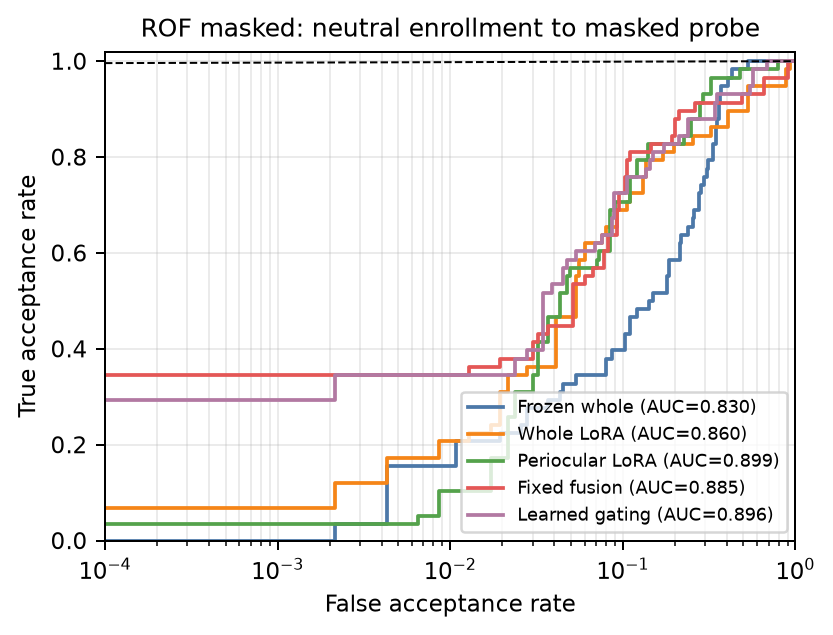 ROF masked: neutral enrollment to masked probe
True acceptance rate
1.0
0.8
0.6
0.4
0.2
0.0
Frozen whole (AUC=0.830)
Whole LoRA (AUC=0.860)
Periocular LoRA (AUC=0.899)
Fixed fusion (AUC=0.885)
Learned gating (AUC=0.896)
10⁻⁴ 10⁻³ 10⁻² 10⁻¹ 10⁰
False acceptance rate